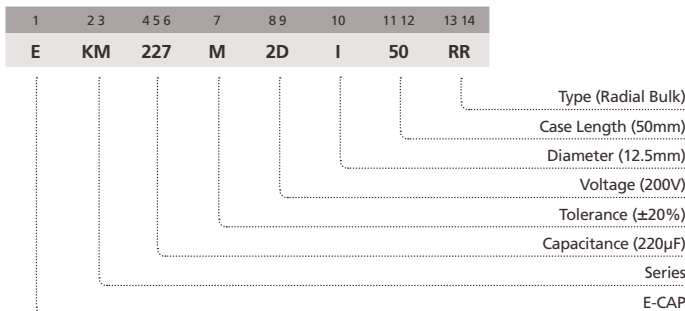 1 2 3 4 5 6 7 8 9 10 11 12 13 14
E KM 227 M 2D I 50 RR
Type (Radial Bulk)
Case Length (50mm)
Diameter (12.5mm)
Voltage (200V)
Tolerance (±20%)
Capacitance (220µF)
Series
E-CAP